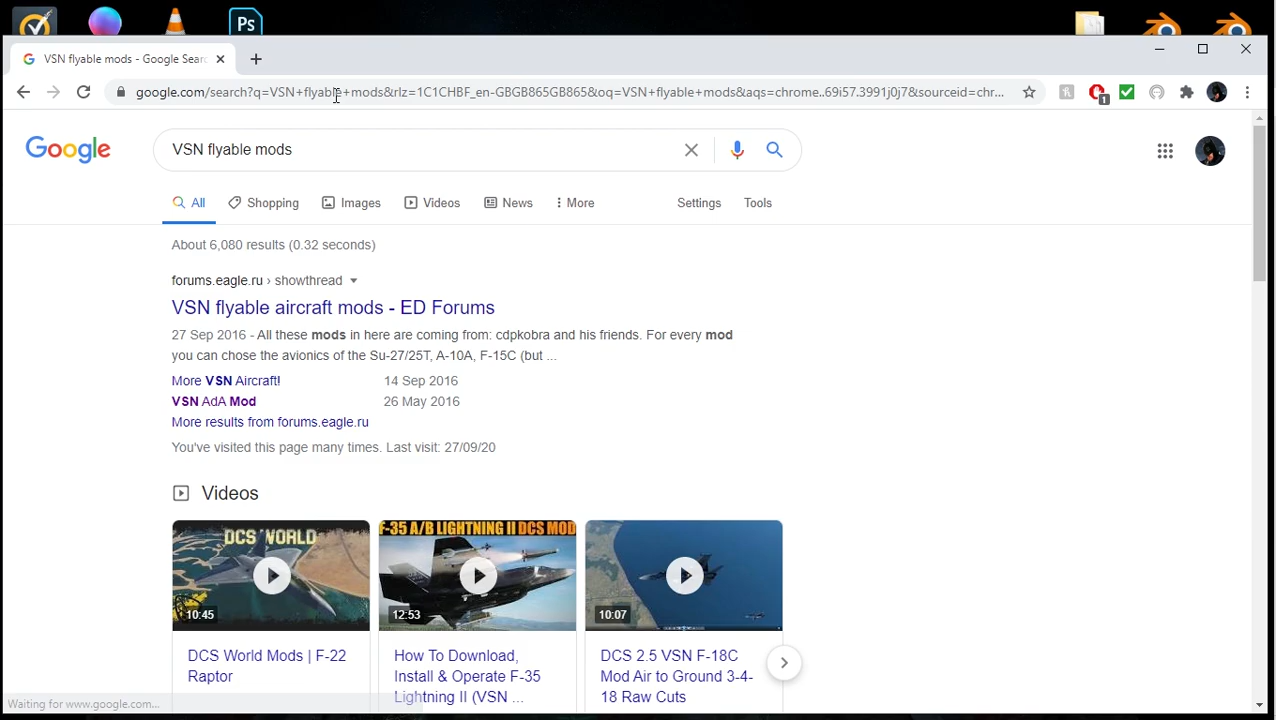 Ps
VSN flyable mods - Google Searc
google.com/search?q=VSN+flyable+mods&rlz=1C1CHBF_en-GBGB865GB865&oq=VSN+flyable+mods&aqs=chrome..69i57.3991j0j7&sourceid=chr...
1
Google
VSN flyable mods
All Shopping Images Videos News More Settings Tools
About 6,080 results (0.32 seconds)
forums.eagle.ru › showthread
VSN flyable aircraft mods - ED Forums
27 Sep 2016 - All these mods in here are coming from: cdpkobra and his friends. For every mod
you can chose the avionics of the Su-27/25T, A-10A, F-15C (but ...
More VSN Aircraft! 14 Sep 2016
VSN AdA Mod 26 May 2016
More results from forums.eagle.ru
You've visited this page many times. Last visit: 27/09/20
Videos
DCS WORLD F-35 A/B LIGHTNING II DCS MOD
10:45 12:53 10:07
DCS World Mods | F-22 How To Download, DCS 2.5 VSN F-18C
Raptor Install & Operate F-35 Mod Air to Ground 3-4-
Lightning II (VSN ... 18 Raw Cuts
Waiting for www.google.com...